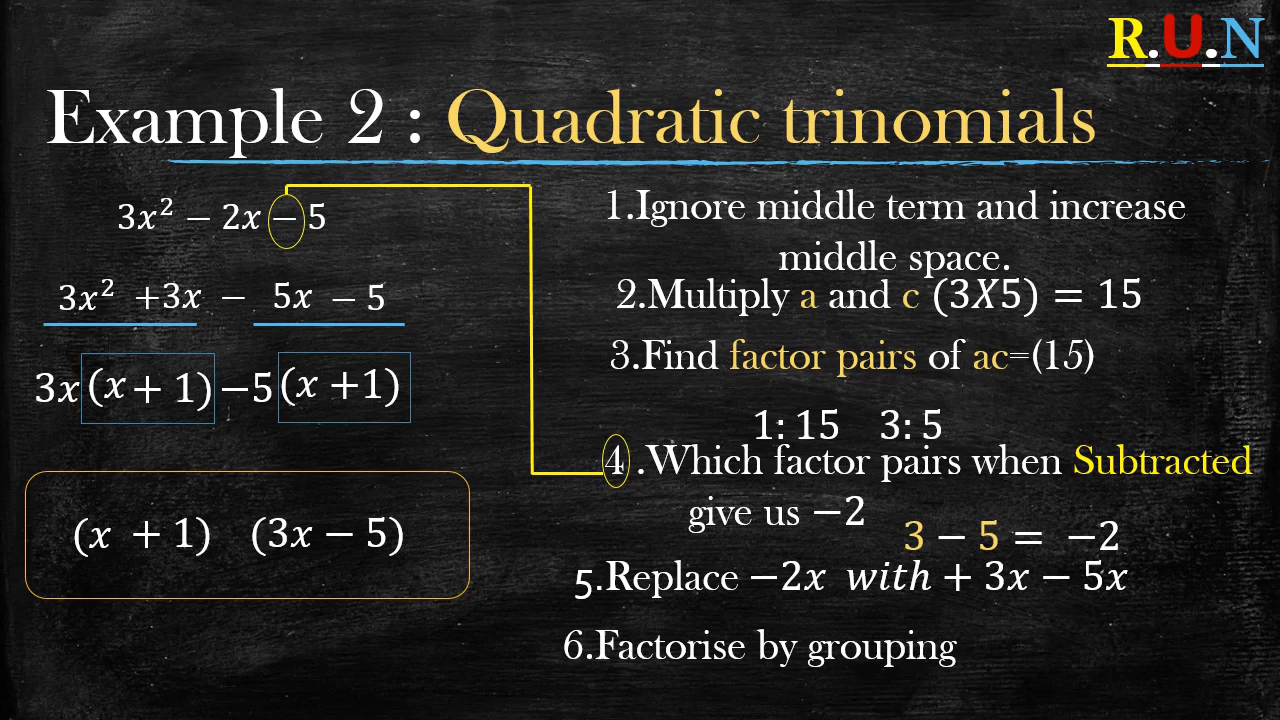 R.U.N
Example 2 : Quadratic trinomials
3x² − 2x − 5
3x² +3x − 5x − 5
3x (x + 1) −5 (x +1)
(x + 1) (3x − 5)
1.Ignore middle term and increase
middle space.
2.Multiply a and c (3X5) = 15
3.Find factor pairs of ac=(15)
1: 15 3: 5
4 .Which factor pairs when Subtracted
give us −2
3 − 5 = −2
5.Replace −2x with + 3x − 5x
6.Factorise by grouping